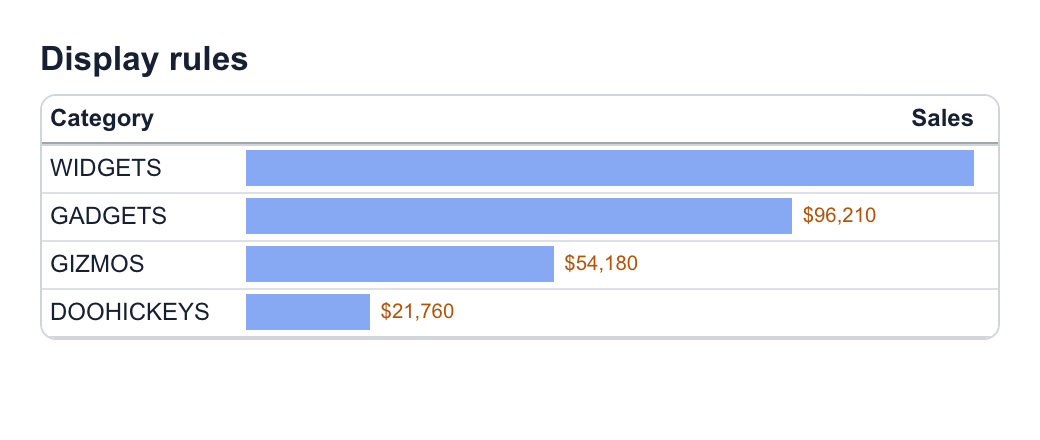 Display rules
Category Sales
WIDGETS
GADGETS $96,210
GIZMOS $54,180
DOOHICKEYS $21,760